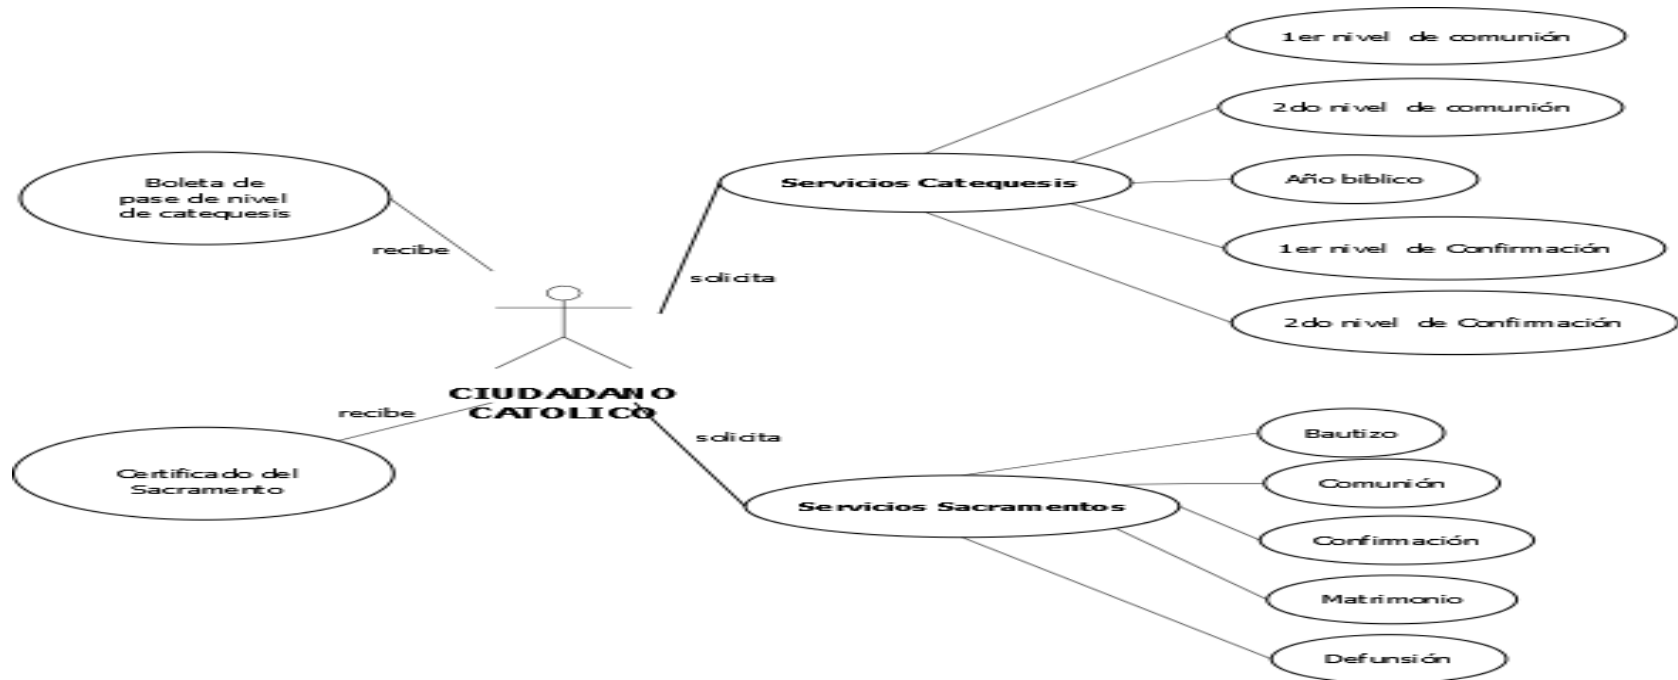 1er nivel de comunión
2do nivel de comunión
Boleta de
pase de nivel
de catequesis
Servicios Catequesis
Año biblico
recibe
1er nivel de Confirmación
solicita
2do nivel de Confirmación
CIUDADANO
CATOLICO
recibe
solicita
Bautizo
Certificado del
Sacramento
Comunión
Servicios Sacramentos
Confirmación
Matrimonio
Defunsión